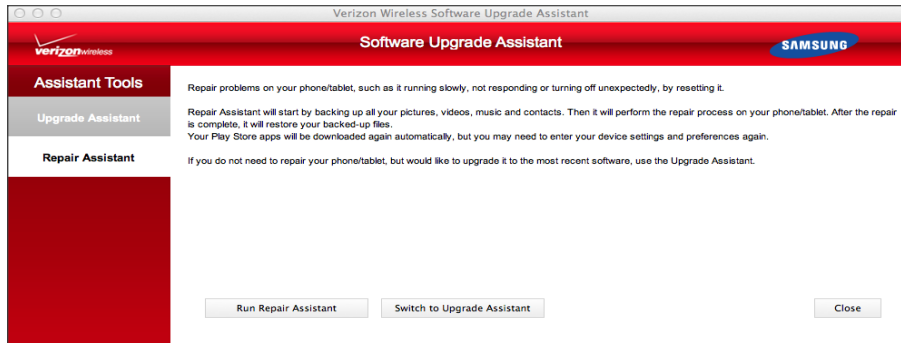 Verizon Wireless Software Upgrade Assistant
verizonwireless
Software Upgrade Assistant
SAMSUNG
Assistant Tools
Upgrade Assistant
Repair Assistant
Repair problems on your phone/tablet, such as it running slowly, not responding or turning off unexpectedly, by resetting it.
Repair Assistant will start by backing up all your pictures, videos, music and contacts. Then it will perform the repair process on your phone/tablet. After the repair
is complete, it will restore your backed-up files.
Your Play Store apps will be downloaded again automatically, but you may need to enter your device settings and preferences again.
If you do not need to repair your phone/tablet, but would like to upgrade it to the most recent software, use the Upgrade Assistant.
Run Repair Assistant
Switch to Upgrade Assistant
Close